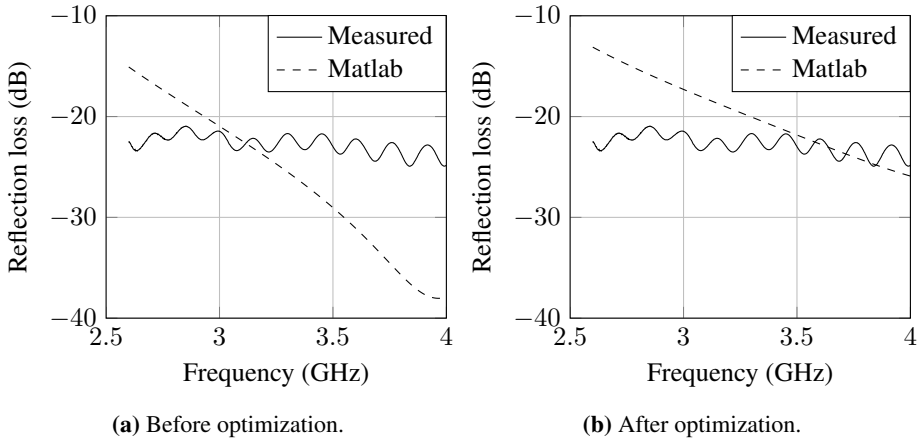 −10
−20
−30
−40
2.5
3
3.5
4
Reflection loss (dB)
Frequency (GHz)
Measured
Matlab
(a) Before optimization.
−10
−20
−30
−40
2.5
3
3.5
4
Reflection loss (dB)
Frequency (GHz)
Measured
Matlab
(b) After optimization.